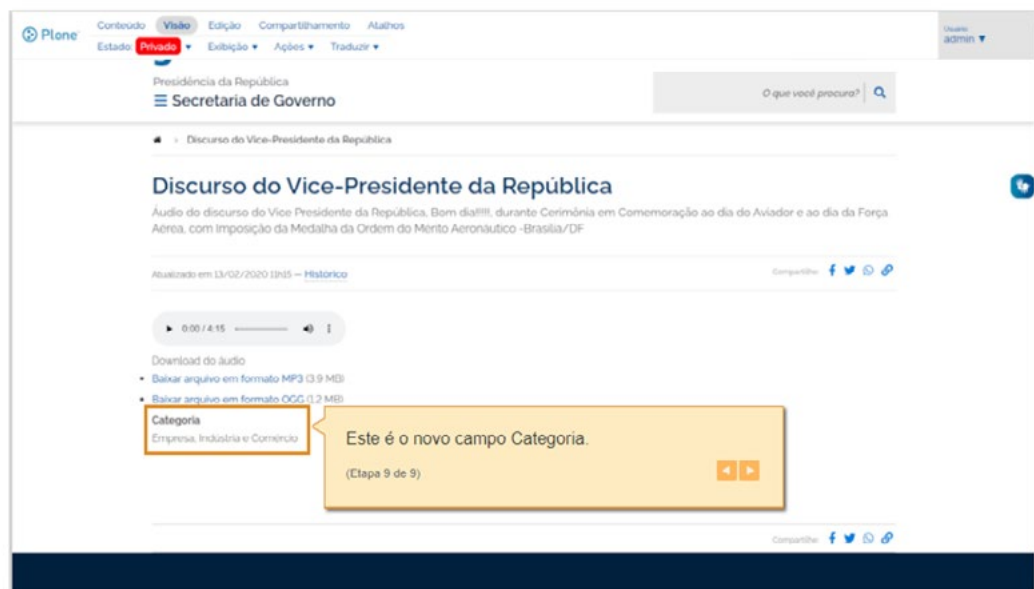 Plone
Conteúdo Visão Edição Compartilhamento Atalhos
Estado: Privado Exibição Ações Traduzir
Usuário
admin
Presidência da República
Secretaria de Governo
O que você procura?
Discurso do Vice-Presidente da República
Discurso do Vice-Presidente da República
Áudio do discurso do Vice Presidente da República, Bom dia!!!!!, durante Cerimônia em Comemoração ao dia do Aviador e ao dia da Força
Aerea, com Imposição da Medalha da Ordem do Mérito Aeronáutico -Brasília/DF
Atualizado em 13/02/2020 11h15 — Histórico
Compartilhe:
0:00 / 4:15
Download do áudio
Baixar arquivo em formato MP3 (3.9 MB)
Baixar arquivo em formato OGG (1.2 MB)
Categoria
Empresa, Indústria e Comércio
Este é o novo campo Categoria.
(Etapa 9 de 9)
Compartilhe: